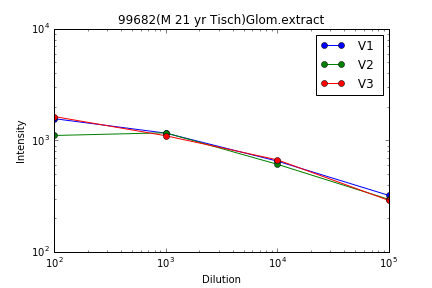 99682(M 21 yr Tisch)Glom.extract
10^4
10^3
10^2
Intensity
V1
V2
V3
10^2 10^3 10^4 10^5
Dilution